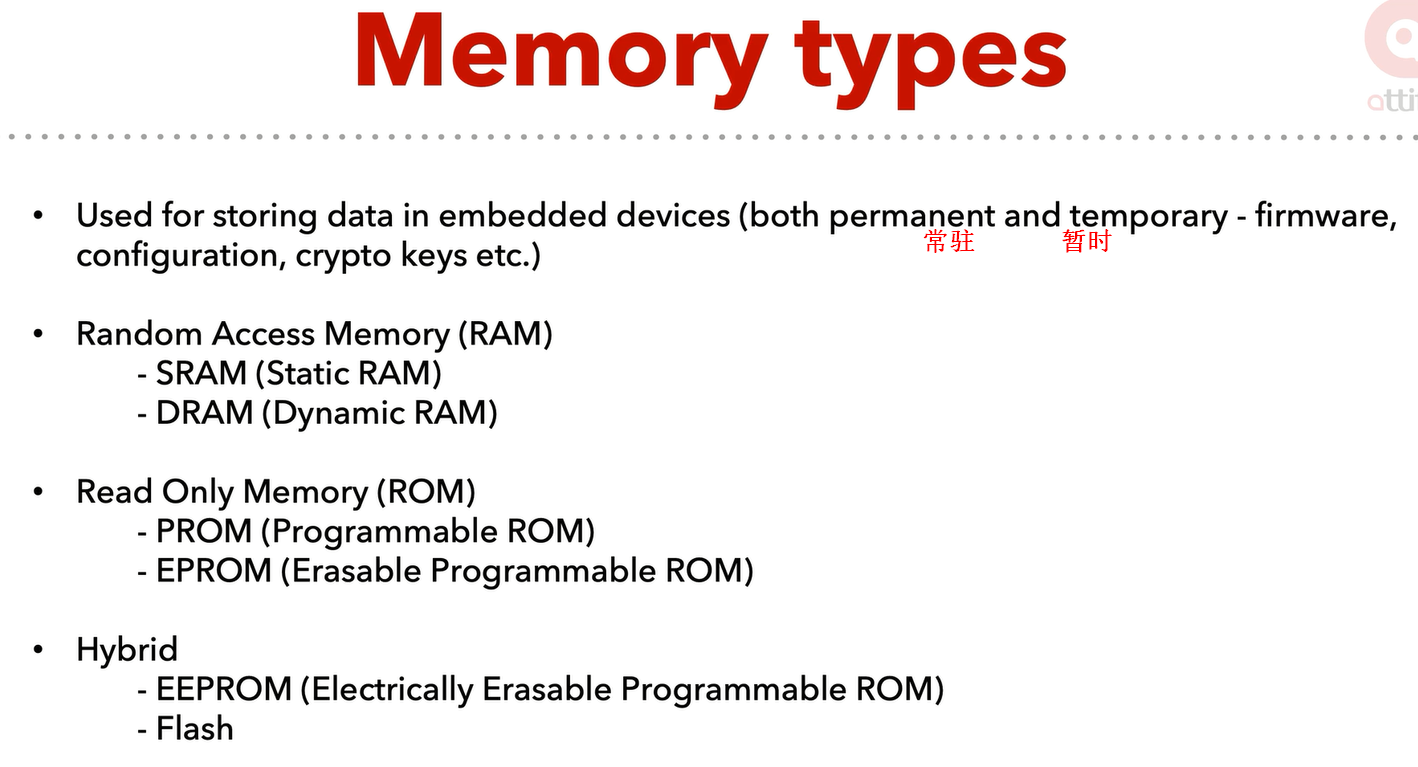 Memory types
• Used for storing data in embedded devices (both permanent and temporary - firmware,
常驻 暂时
configuration, crypto keys etc.)
• Random Access Memory (RAM)
- SRAM (Static RAM)
- DRAM (Dynamic RAM)
• Read Only Memory (ROM)
- PROM (Programmable ROM)
- EPROM (Erasable Programmable ROM)
• Hybrid
- EEPROM (Electrically Erasable Programmable ROM)
- Flash